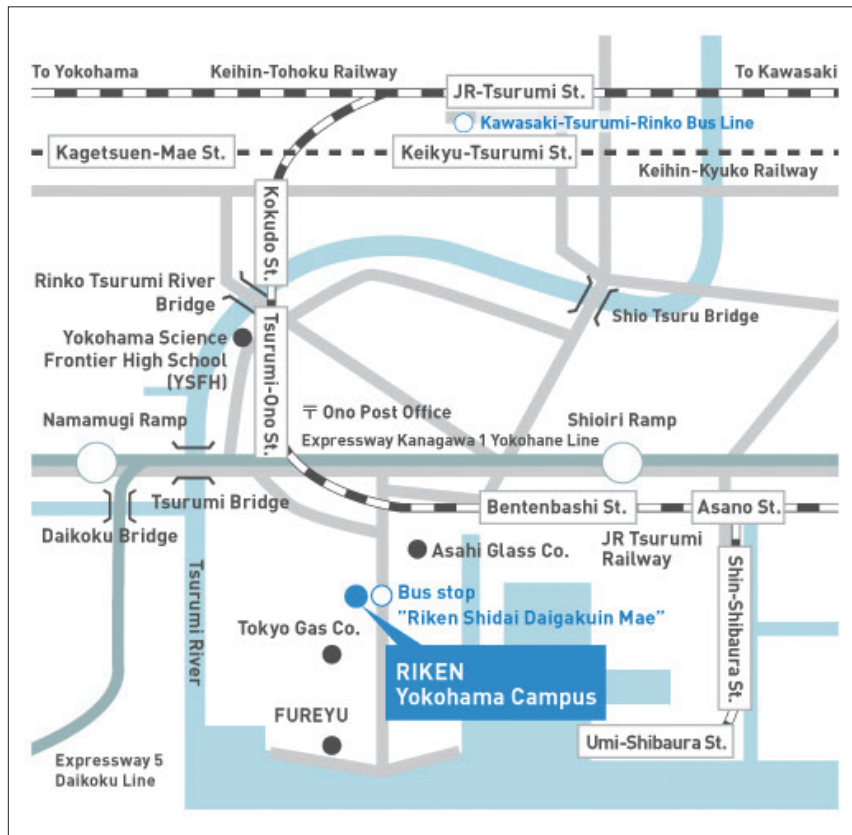 To Yokohama
Keihin-Tohoku Railway
To Kawasaki
JR-Tsurumi St.
Kawasaki-Tsurumi-Rinko Bus Line
Kagetsuen-Mae St.
Keikyu-Tsurumi St.
Keihin-Kyuko Railway
Kokudo St.
Rinko Tsurumi River
Bridge
Shio Tsuru Bridge
Yokohama Science
Frontier High School
(YSFH)
Tsurumi-Ono St.
〒 Ono Post Office
Namamugi Ramp
Shioiri Ramp
Expressway Kanagawa 1 Yokohane Line
Tsurumi Bridge
Bentenbashi St.
Asano St.
Daikoku Bridge
JR Tsurumi
Railway
Asahi Glass Co.
Shin-Shibaura St.
Tsurumi River
Bus stop
"Riken Shidai Daigakuin Mae"
Tokyo Gas Co.
RIKEN
Yokohama Campus
FUREYU
Umi-Shibaura St.
Expressway 5
Daikoku Line